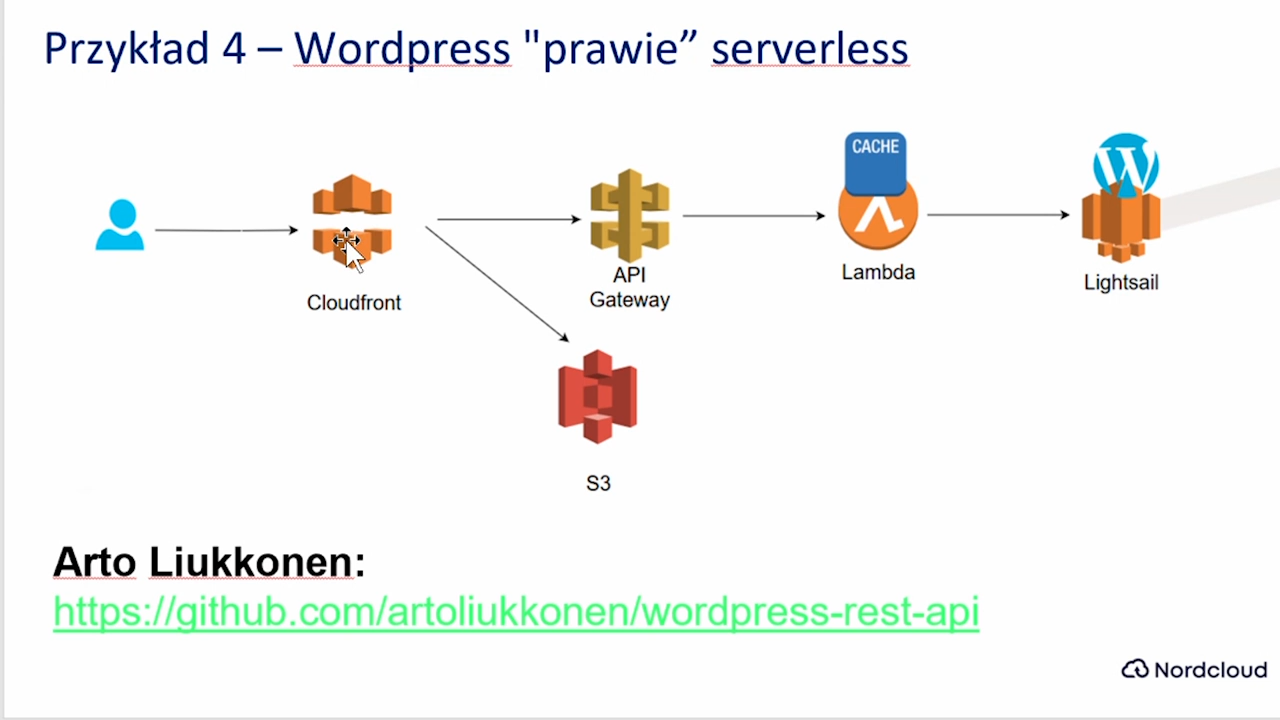 Przykład 4 – Wordpress "prawie” serverless
CACHE
Cloudfront
API
Gateway
Lambda
Lightsail
S3
Arto Liukkonen:
https://github.com/artoliukkonen/wordpress-rest-api
Nordcloud